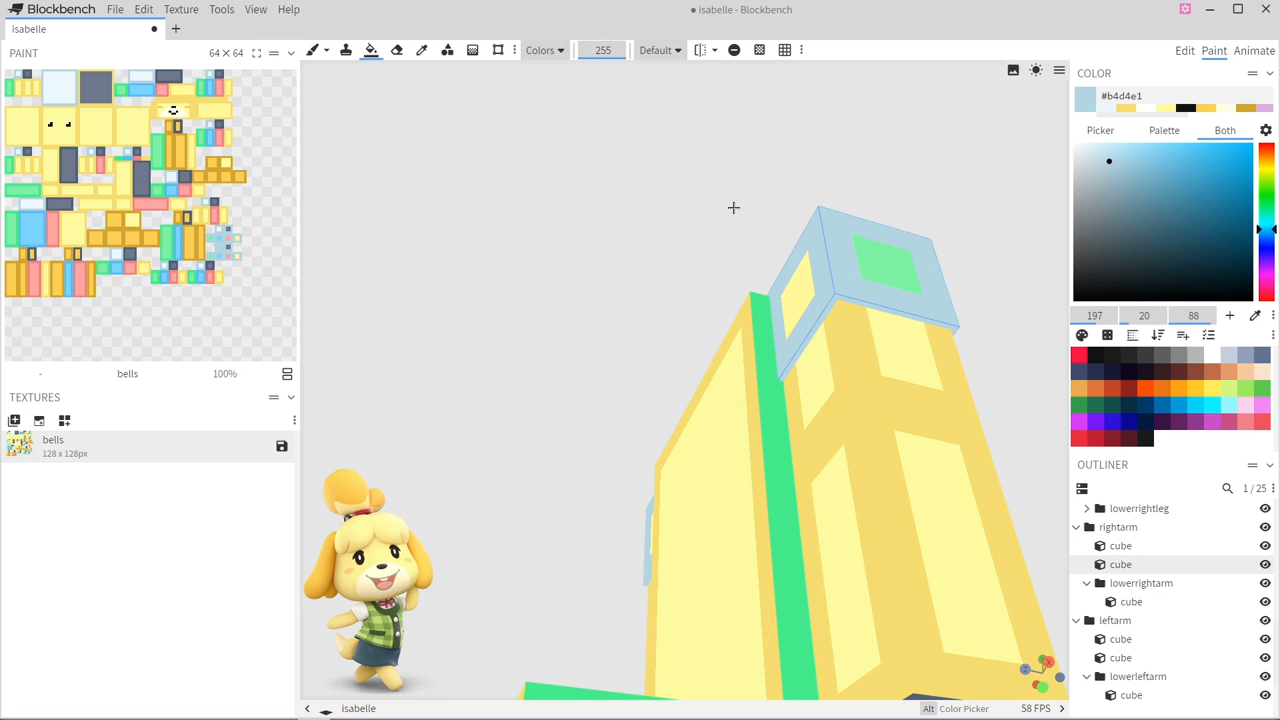 Blockbench File Edit Texture Tools View Help
isabelle - Blockbench
isabelle
PAINT 64 × 64
Colors 255 Default
Edit Paint Animate
COLOR
#b4d4e1
Picker Palette Both
197 20 88
- bells 100%
TEXTURES
bells
128 x 128px
OUTLINER
1 / 25
lowerrightleg
rightarm
cube
cube
lowerrightarm
cube
leftarm
cube
cube
lowerleftarm
cube
isabelle
Alt Color Picker 58 FPS